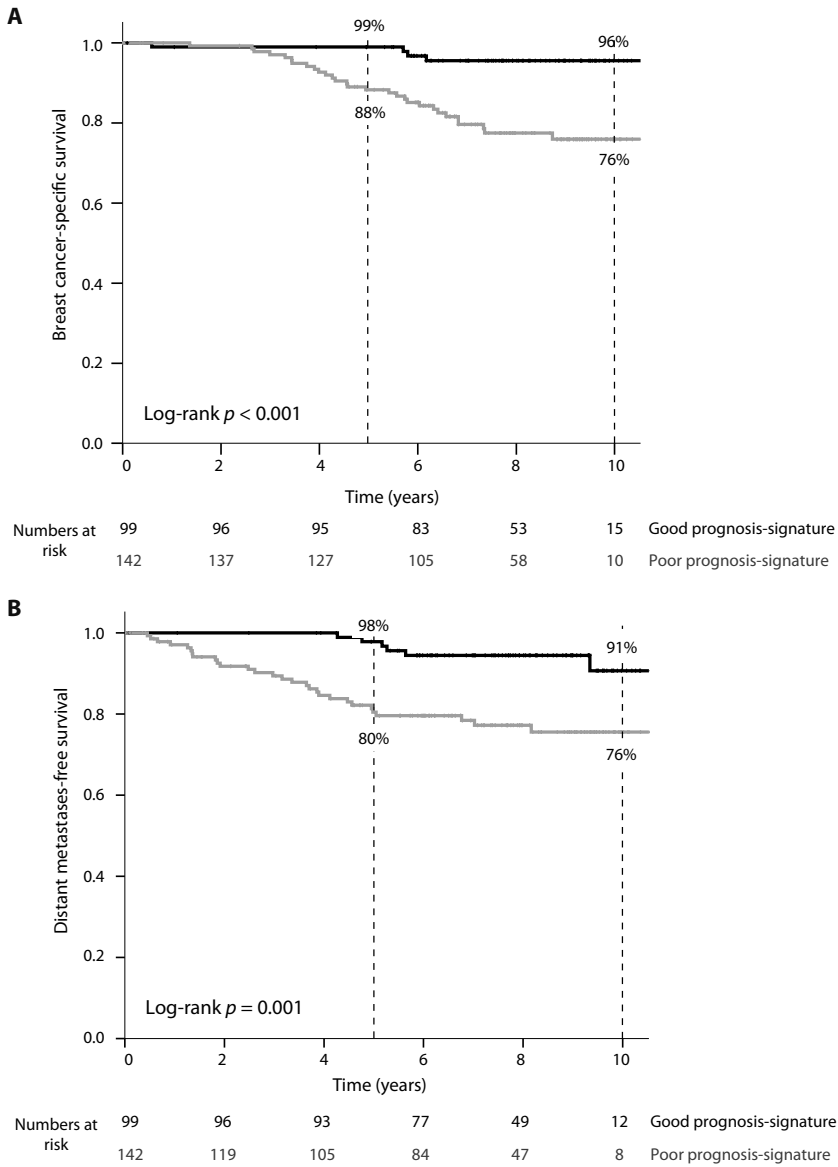 A
99%
96%
88%
76%
1.0
0.8
0.6
0.4
0.2
0.0
Breast cancer-specific survival
Log-rank p < 0.001
0 2 4 6 8 10
Time (years)
Numbers at risk
99 96 95 83 53 15 Good prognosis-signature
142 137 127 105 58 10 Poor prognosis-signature
B
98%
91%
80%
76%
1.0
0.8
0.6
0.4
0.2
0.0
Distant metastases-free survival
Log-rank p = 0.001
0 2 4 6 8 10
Time (years)
Numbers at risk
99 96 93 77 49 12 Good prognosis-signature
142 119 105 84 47 8 Poor prognosis-signature